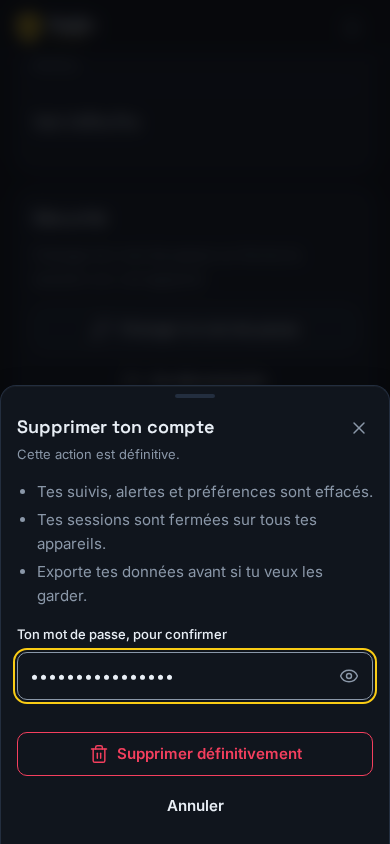 Supprimer ton compte
Cette action est définitive.
• Tes suivis, alertes et préférences sont effacés.
• Tes sessions sont fermées sur tous tes
appareils.
• Exporte tes données avant si tu veux les
garder.
Ton mot de passe, pour confirmer
••••••••••••••••
Supprimer définitivement
Annuler